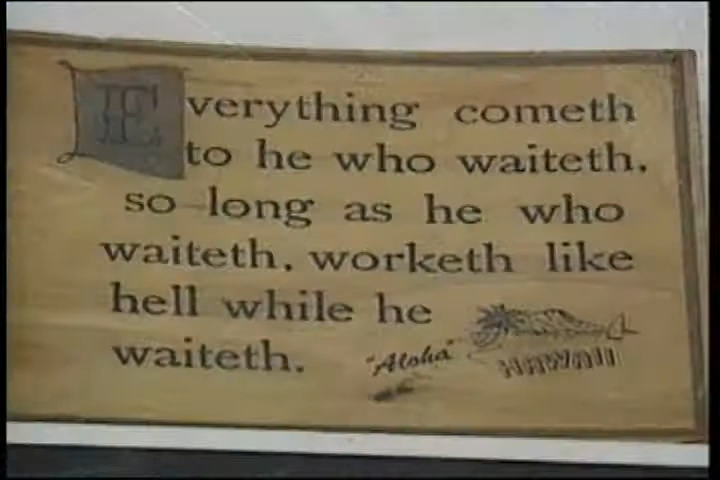 Everything cometh
to he who waiteth.
so long as he who
waiteth. worketh like
hell while he
waiteth.
"Aloha"
HAWAII